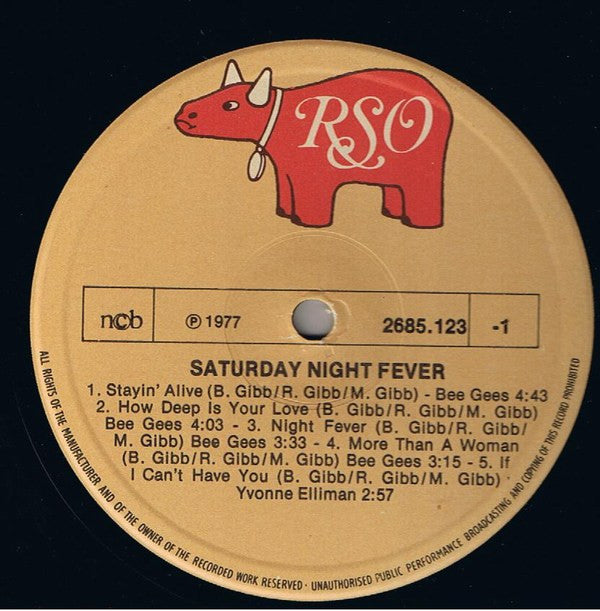 RSO
ncb
Ⓟ 1977
2685.123
-1
SATURDAY NIGHT FEVER
1. Stayin' Alive (B. Gibb/R. Gibb/M. Gibb) - Bee Gees 4:43
2. How Deep Is Your Love (B. Gibb/R. Gibb/M. Gibb)
Bee Gees 4:03 - 3. Night Fever (B. Gibb/R. Gibb/
M. Gibb) Bee Gees 3:33 - 4. More Than A Woman
(B. Gibb/R. Gibb/M. Gibb) Bee Gees 3:15 - 5. If
I Can't Have You (B. Gibb/R. Gibb/M. Gibb) ·
Yvonne Elliman 2:57
ALL RIGHTS OF THE MANUFACTURER AND OF THE OWNER OF THE RECORDED WORK RESERVED · UNAUTHORISED PUBLIC PERFORMANCE BROADCASTING AND COPYING OF THIS RECORD PROHIBITED